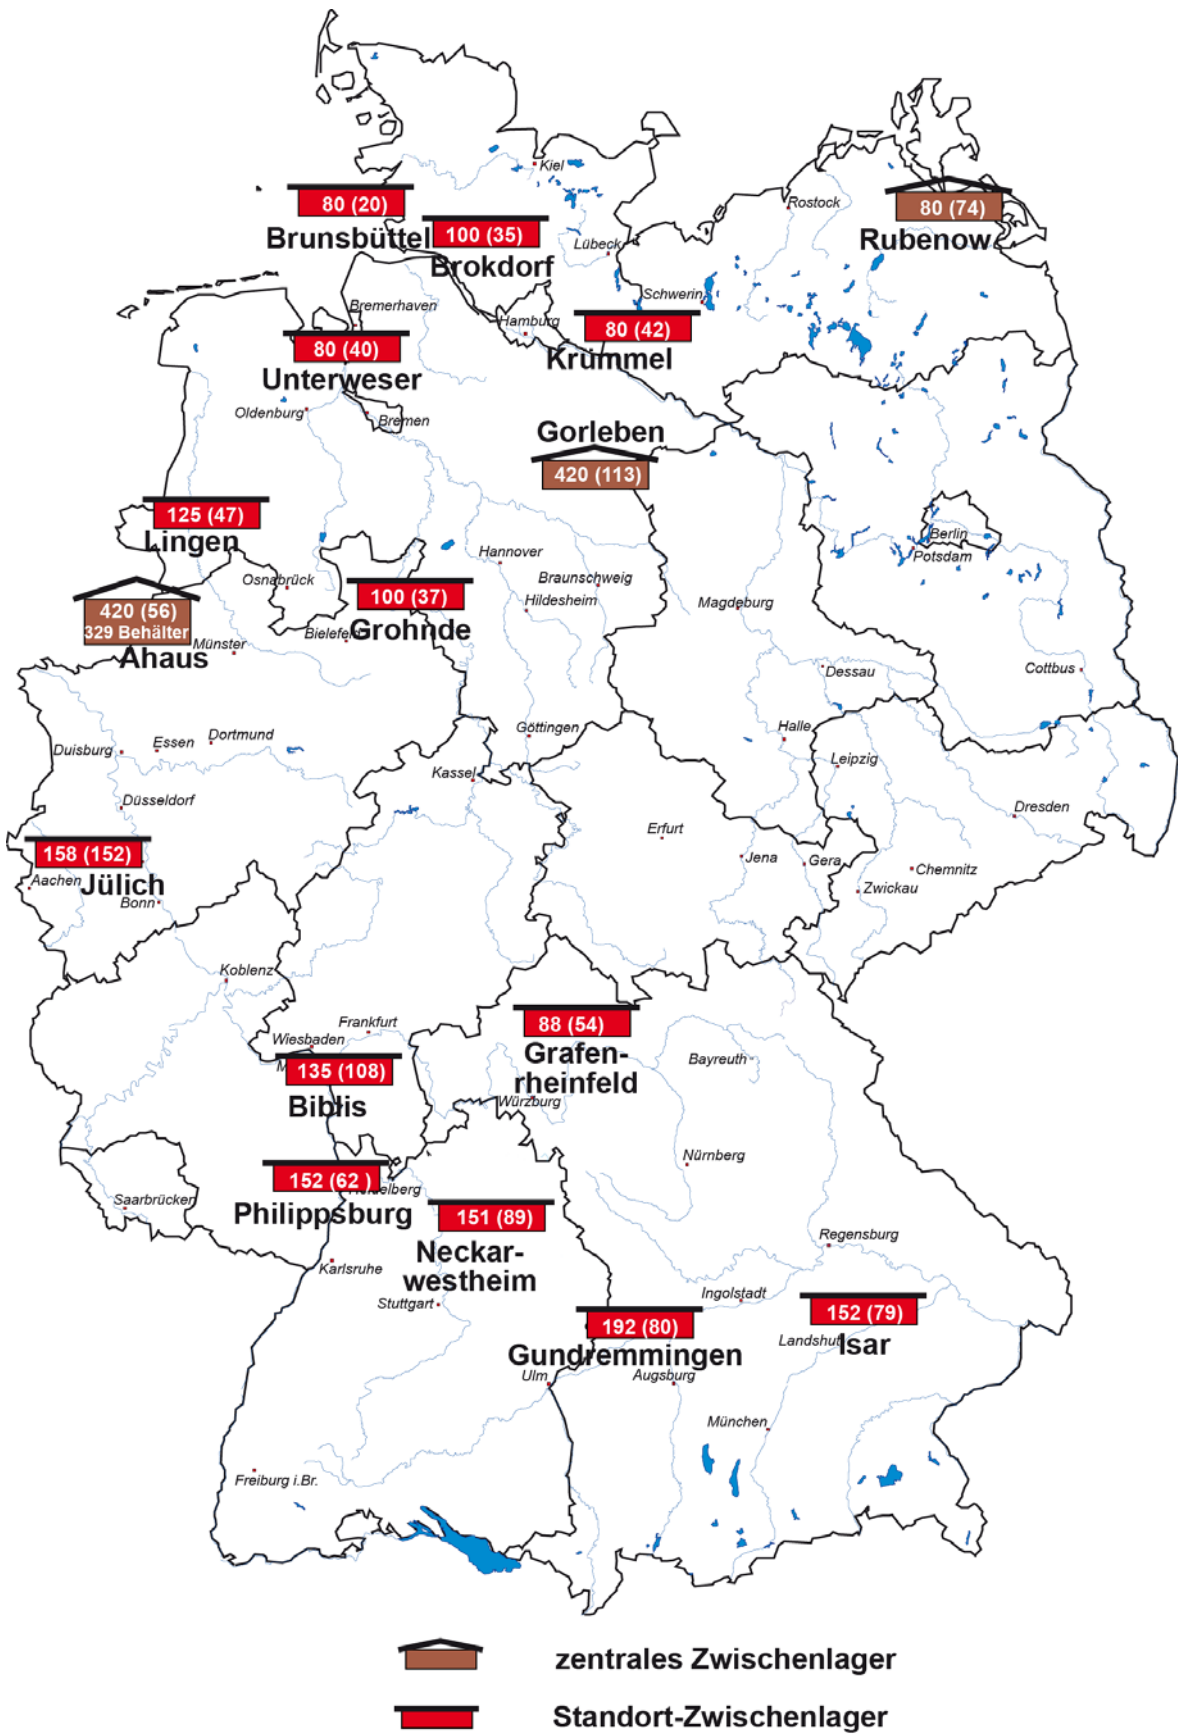 Kiel
80 (20)
Brunsbüttel
100 (35)
Brokdorf
Rostock
80 (74)
Rubenow
Lübeck
Schwerin
Bremerhaven
Hamburg
80 (42)
Krümmel
80 (40)
Unterweser
Oldenburg
Bremen
Gorleben
420 (113)
125 (47)
Lingen
Berlin
Potsdam
Hannover
Braunschweig
Hildesheim
Osnabrück
100 (37)
Grohnde
Magdeburg
420 (56)
329 Behälter
Ahaus
Münster
Bielefeld
Dessau
Cottbus
Göttingen
Halle
Duisburg
Essen
Dortmund
Kassel
Leipzig
Düsseldorf
Dresden
Erfurt
158 (152)
Jülich
Aachen
Bonn
Jena
Gera
Chemnitz
Zwickau
Koblenz
Frankfurt
Wiesbaden
88 (54)
Grafen-
rheinfeld
Bayreuth
M
135 (108)
Biblis
Würzburg
Nürnberg
152 (62 )
Philippsburg
Saarbrücken
151 (89)
Neckar-
westheim
Karlsruhe
Stuttgart
Regensburg
Ingolstadt
152 (79)
Isar
Landshut
192 (80)
Gundremmingen
Ulm
Augsburg
München
Freiburg i.Br.
zentrales Zwischenlager
Standort-Zwischenlager